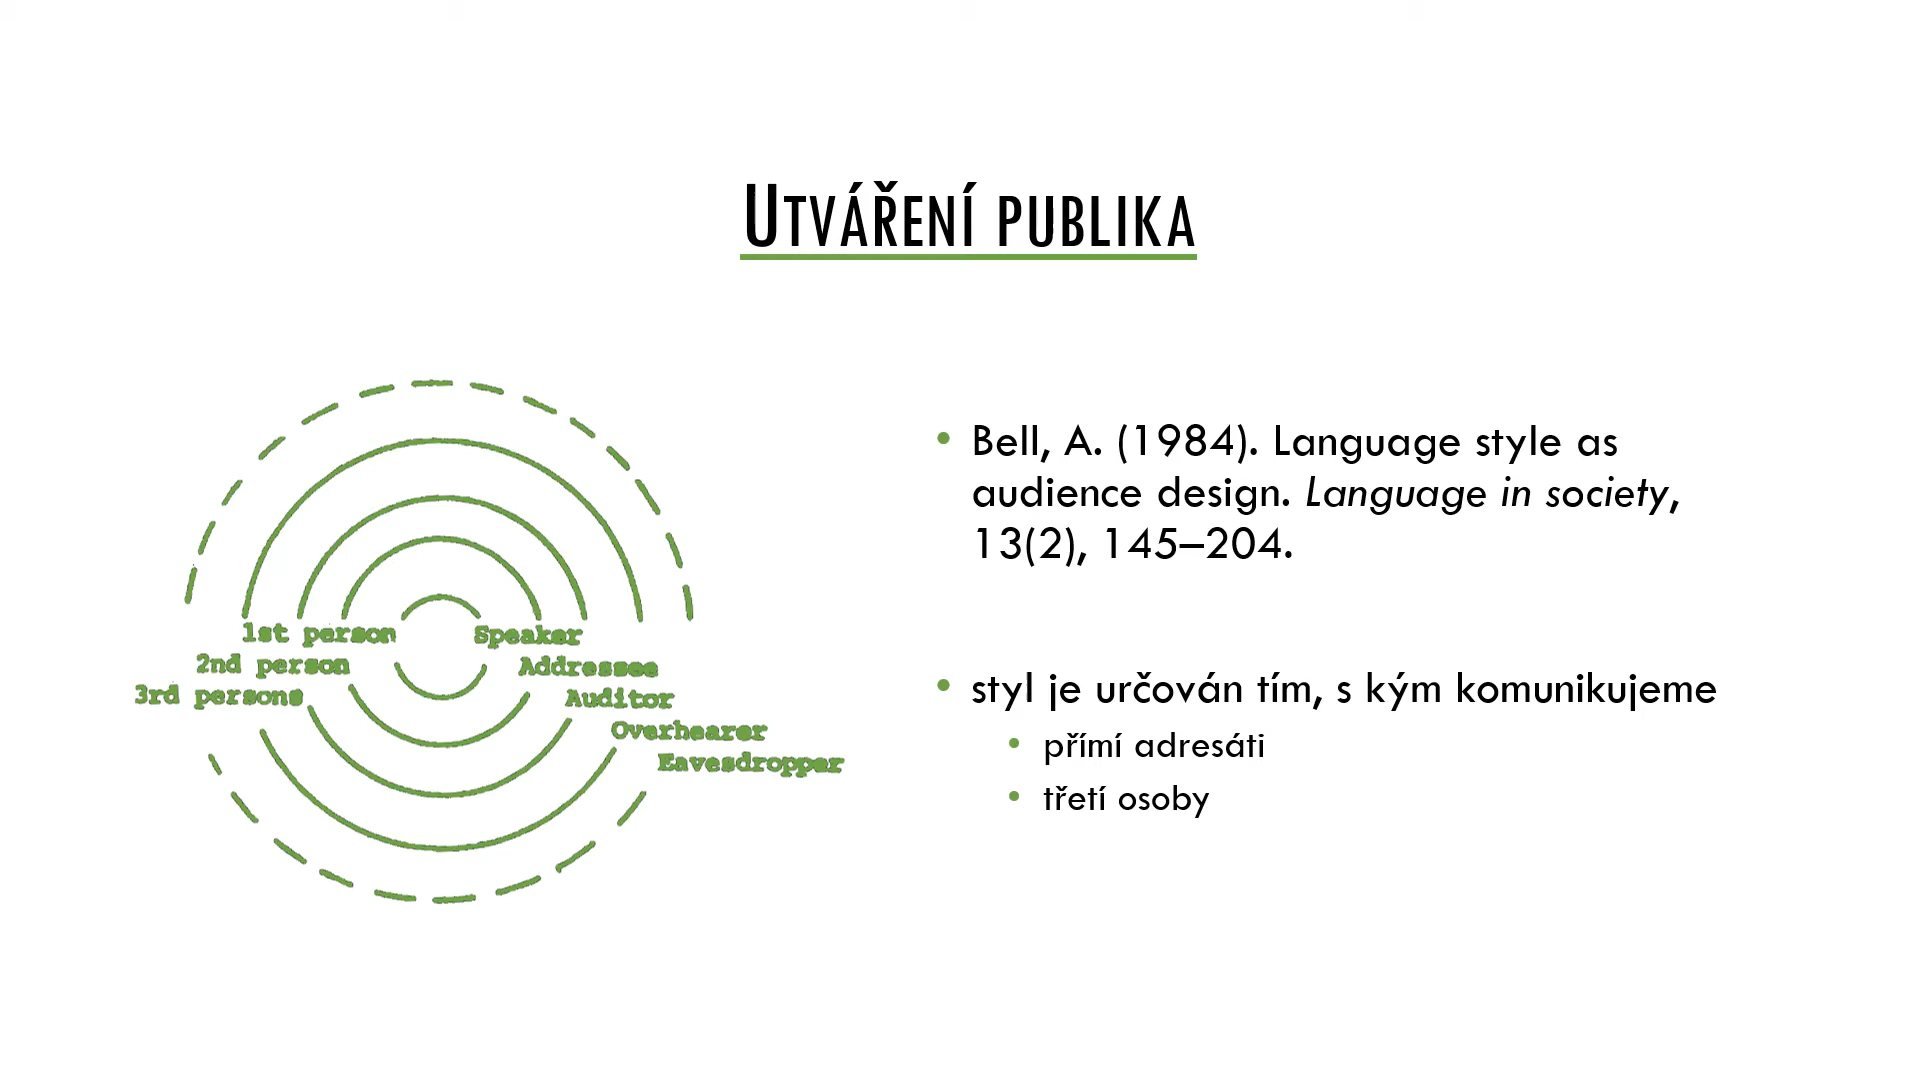 Utváření publika
1st person Speaker
2nd person Addressee
3rd persons Auditor
Overhearer
Eavesdropper
• Bell, A. (1984). Language style as
audience design. Language in society,
13(2), 145–204.
• styl je určován tím, s kým komunikujeme
• přímí adresáti
• třetí osoby